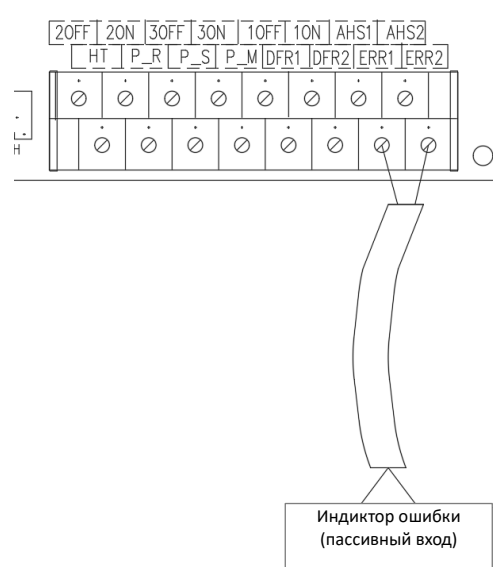 2OFF 2ON 3OFF 3ON 1OFF 1ON AHS1 AHS2
HT P_R P_S P_M DFR1 DFR2 ERR1 ERR2
H
Индиктор ошибки
(пассивный вход)